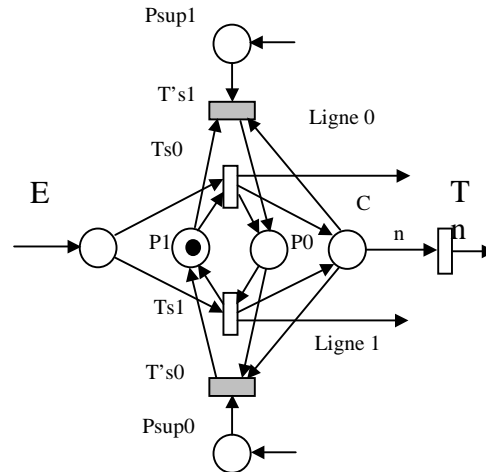 Psup1
T's1
Ligne 0
Ts0
E
C
T
n
n
P1
P0
Ts1
Ligne 1
T's0
Psup0